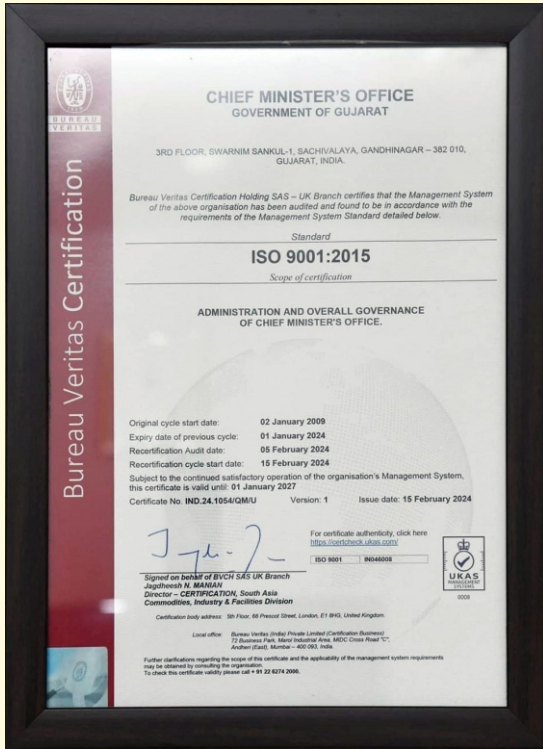 BUREAU
VERITAS
Bureau Veritas Certification
CHIEF MINISTER'S OFFICE
GOVERNMENT OF GUJARAT
3RD FLOOR, SWARNIM SANKUL-1, SACHIVALAYA, GANDHINAGAR – 382 010,
GUJARAT, INDIA.
Bureau Veritas Certification Holding SAS – UK Branch certifies that the Management System
of the above organisation has been audited and found to be in accordance with the
requirements of the Management System Standard detailed below.
Standard
ISO 9001:2015
Scope of certification
ADMINISTRATION AND OVERALL GOVERNANCE
OF CHIEF MINISTER'S OFFICE.
Original cycle start date: 02 January 2009
Expiry date of previous cycle: 01 January 2024
Recertification Audit date: 05 February 2024
Recertification cycle start date: 15 February 2024
Subject to the continued satisfactory operation of the organisation's Management System,
this certificate is valid until: 01 January 2027
Certificate No. IND.24.1054/QM/U Version: 1 Issue date: 15 February 2024
For certificate authenticity, click here
https://certcheck.ukas.com/
ISO 9001 IN046008
Signed on behalf of BVCH SAS UK Branch
Jagdheesh N. MANIAN
Director – CERTIFICATION, South Asia
Commodities, Industry & Facilities Division
UKAS
MANAGEMENT
SYSTEMS
0008
Certification body address: 5th Floor, 66 Prescot Street, London, E1 8HG, United Kingdom.
Local office: Bureau Veritas (India) Private Limited (Certification Business)
72 Business Park, Marol Industrial Area, MIDC Cross Road "C",
Andheri (East), Mumbai – 400 093, India
Further clarifications regarding the scope of this certificate and the applicability of the management system requirements
may be obtained by consulting the organisation.
To check this certificate validity please call + 91 22 6274 2000.